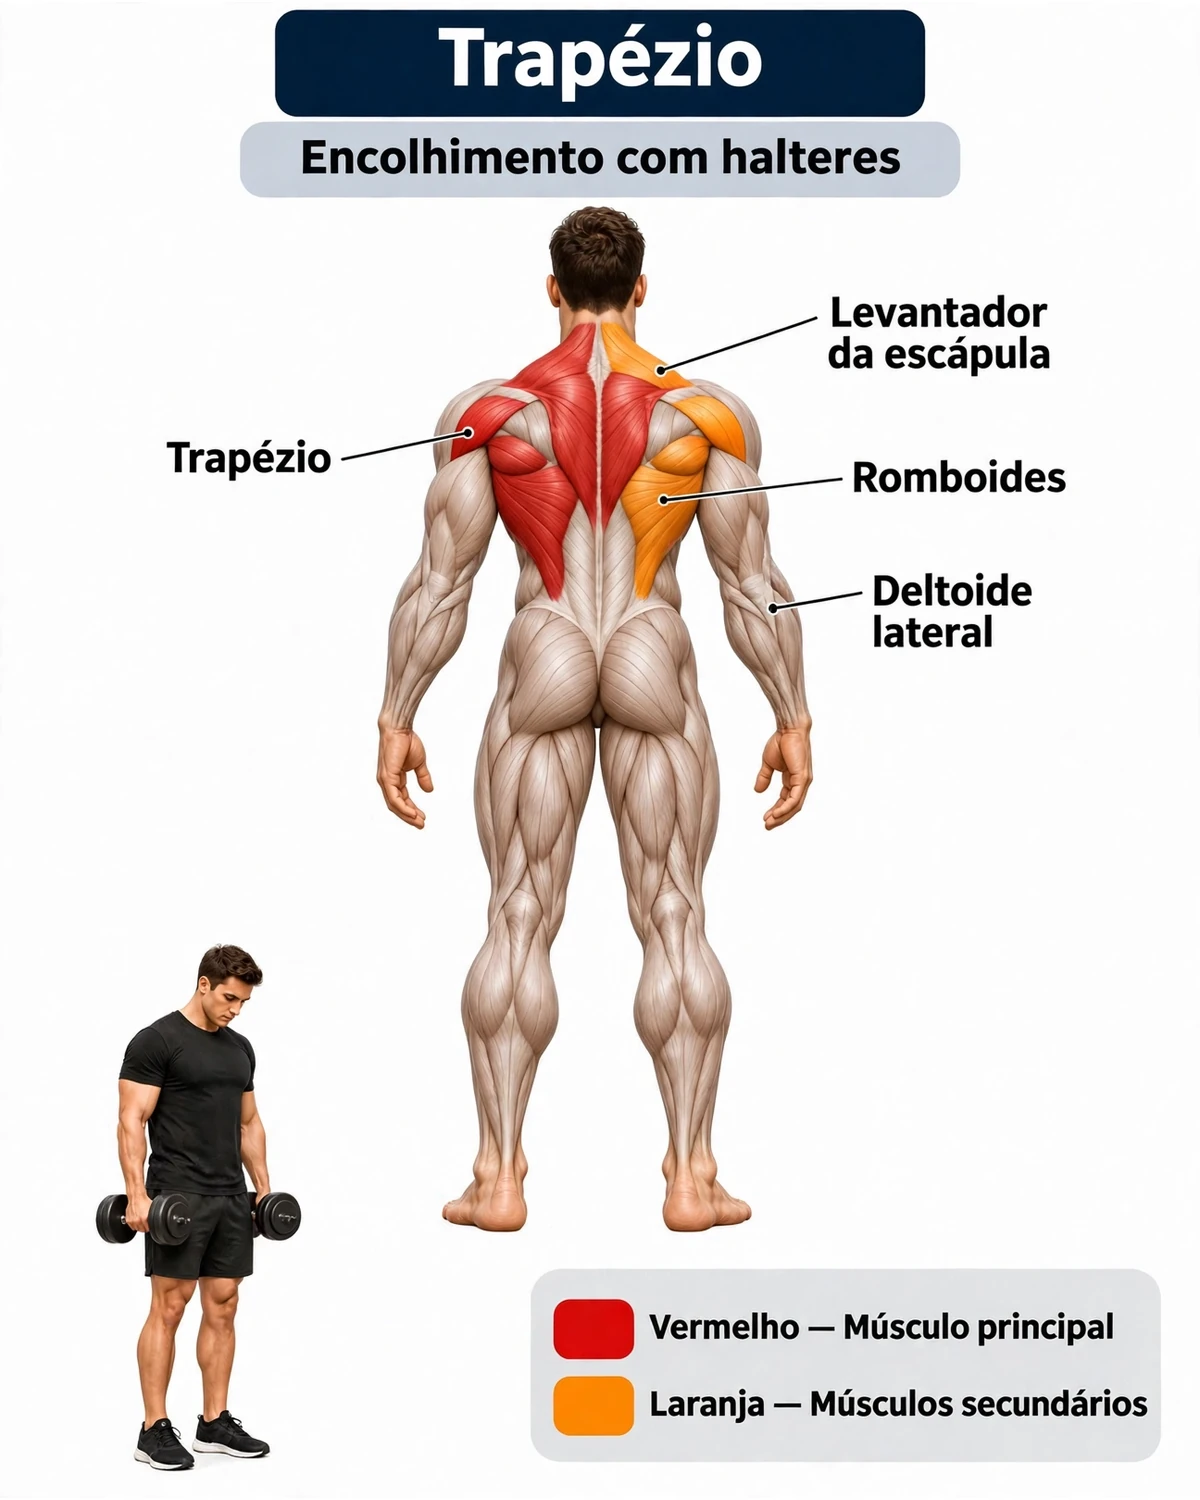 Trapézio
Encolhimento com halteres
Levantador
da escápula
Trapézio
Romboides
Deltoide
lateral
Vermelho — Músculo principal
Laranja — Músculos secundários